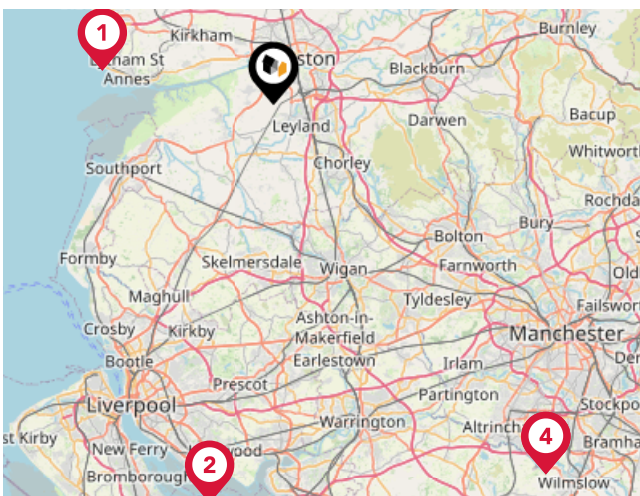 1
Kirkham
Burnley
ston
Blackburn
Annes
Bacup
Darwen
Leyland
Whitworth
Chorley
Southport
Rochda
Bury
Bolton
Formby
Skelmersdale
Wigan
Farnworth
Old
Maghull
Tyldesley
Failswor
Crosby
Kirkby
Ashton-in-
Makerfield
Manchester
Bootle
Earlestown
Irlam
Den
Prescot
Partington
Liverpool
Warrington
Altrinch
Stockpo
st Kirby
New Ferry
4
Bramha
2
Bromborough
Wilmslow